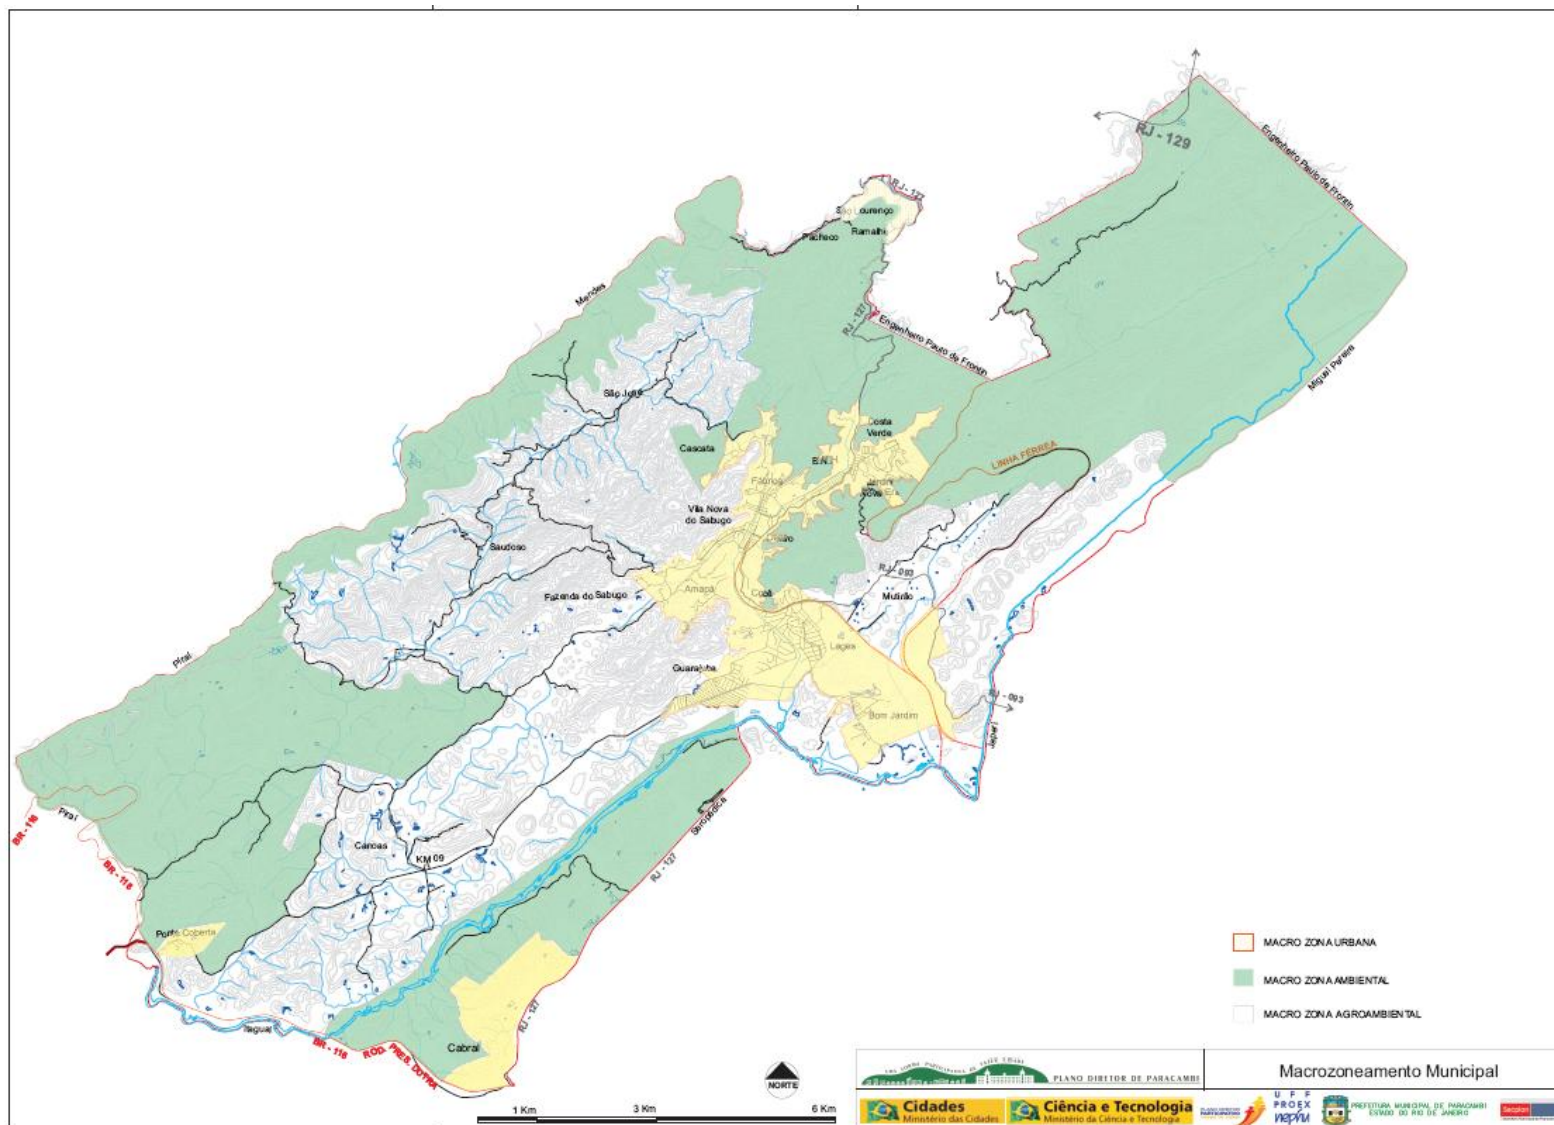 RJ - 129
Engenheiro Paulo de Frontin
RJ - 127
São Lourenço
Ramalho
Pacheco
Mendes
RJ - 127
Engenheiro Paulo de Frontin
Miguel Pereira
São José
Costa
Verde
Cascata
LINHA FERREA
Fábrica
Jardim
Nova Era
Vila Nova
do Sabugo
Saudoso
Centro
RJ - 093
Fazenda do Sabugo
Amapá
Mutirão
Lages
Piraí
Guarajuba
RJ - 093
Japeri
Bom Jardim
Piraí
BR - 116
Seropédica
Canoas
KM 09
RJ - 127
BR - 116
Ponte Coberta
MACRO ZONA URBANA
MACRO ZONA AMBIENTAL
RJ - 127
MACRO ZONA AGROAMBIENTAL
Itaguaí
BR - 116
ROD. PRES. DUTRA
Cabral
NORTE
1 Km
3 Km
6 Km
PLANO DIRETOR DE PARACAMBI
Macrozoneamento Municipal
Cidades
Ministério das Cidades
Ciência e Tecnologia
Ministério da Ciência e Tecnologia
UFF
PROEX
nephu
PREFEITURA MUNICIPAL DE PARACAMBI
ESTADO DO RIO DE JANEIRO
Secplan